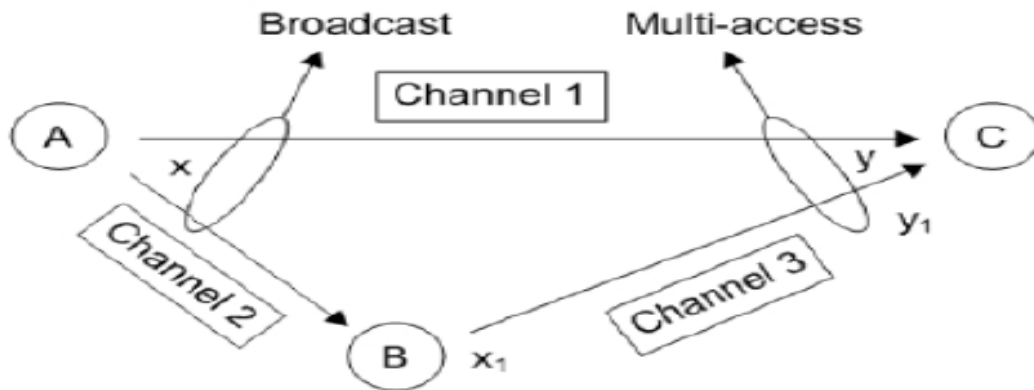 Broadcast
Multi-access
Channel 1
A
C
x
y
Channel 2
y₁
Channel 3
B
x₁